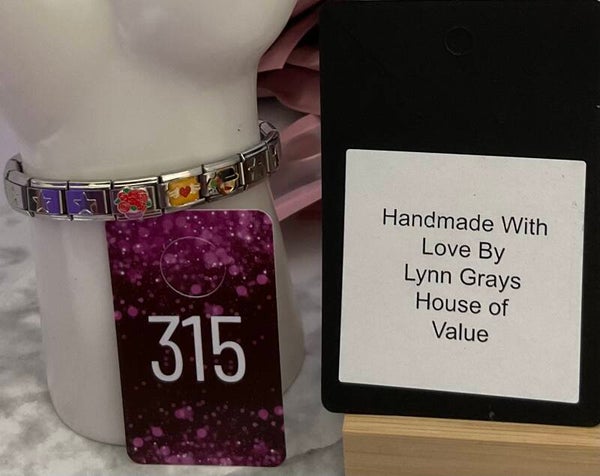 315
Handmade With
Love By
Lynn Grays
House of
Value